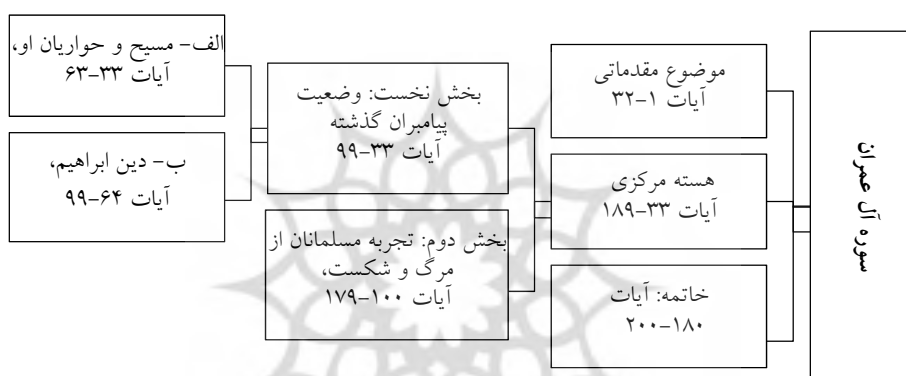 سوره آل عمران
موضوع مقدماتی
آیات ۱-۳۲
هسته مرکزی
آیات ۳۳-۱۸۹
خاتمه: آیات
۱۸۰-۲۰۰
بخش نخست: وضعیت
پیامبران گذشته
آیات ۳۳-۹۹
بخش دوم: تجربه مسلمانان از
مرگ و شکست،
آیات ۱۰۰-۱۷۹
الف- مسیح و حواریان او،
آیات ۳۳-۶۳
ب- دین ابراهیم،
آیات ۶۴-۹۹